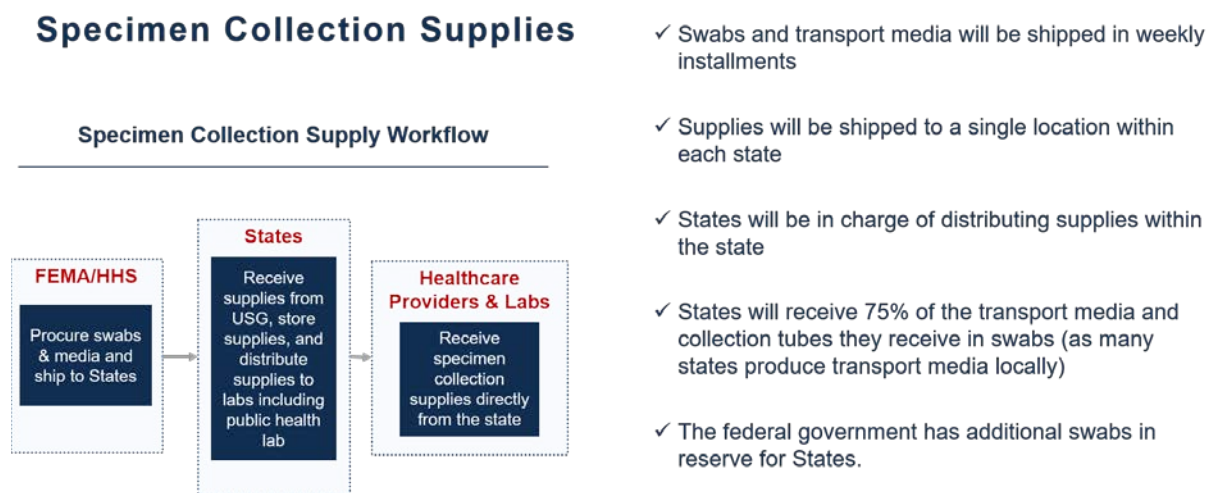 Specimen Collection Supplies
Specimen Collection Supply Workflow
FEMA/HHS
Procure swabs
& media and
ship to States
States
Receive
supplies from
USG, store
supplies, and
distribute
supplies to
labs including
public health
lab
Healthcare
Providers & Labs
Receive
specimen
collection
supplies directly
from the state
✓ Swabs and transport media will be shipped in weekly
installments
✓ Supplies will be shipped to a single location within
each state
✓ States will be in charge of distributing supplies within
the state
✓ States will receive 75% of the transport media and
collection tubes they receive in swabs (as many
states produce transport media locally)
✓ The federal government has additional swabs in
reserve for States.